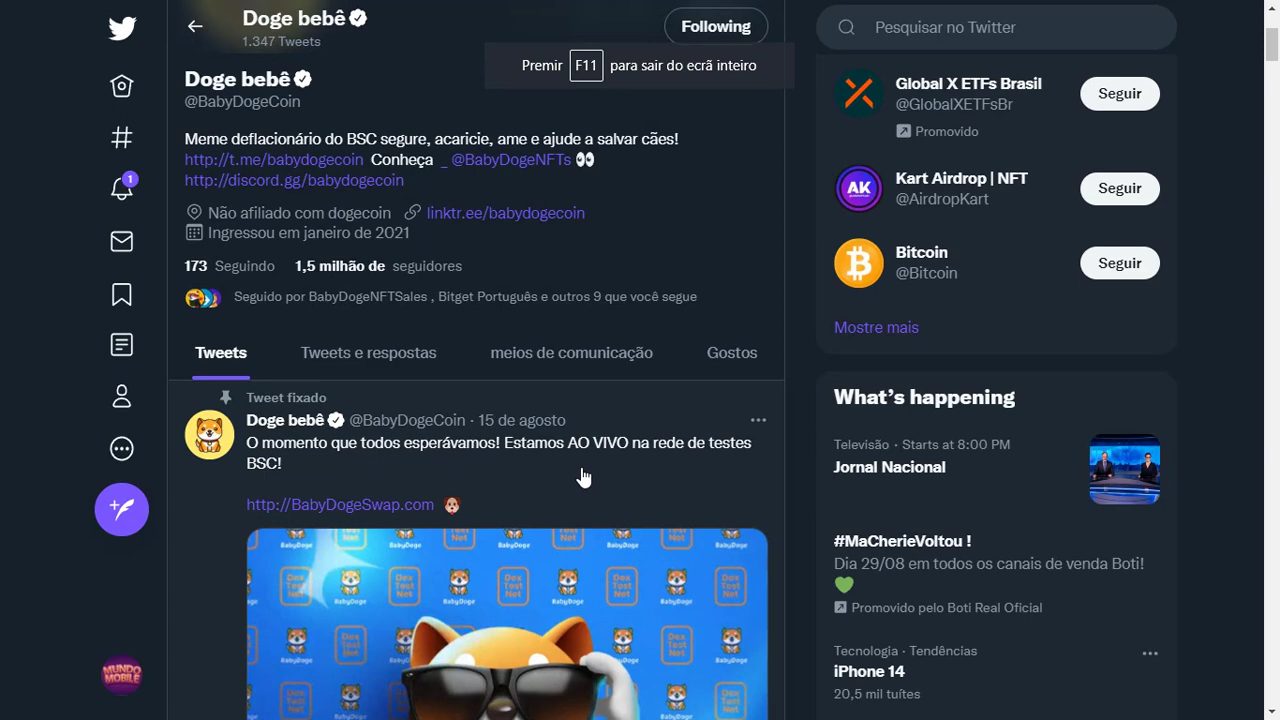 Doge bebê
1.347 Tweets
Following
Premir F11 para sair do ecrã inteiro
Doge bebê
@BabyDogeCoin
Meme deflacionário do BSC segure, acaricie, ame e ajude a salvar cães!
http://t.me/babydogecoin Conheça _ @BabyDogeNFTs 👀
http://discord.gg/babydogecoin
Não afiliado com dogecoin linktr.ee/babydogecoin
Ingressou em janeiro de 2021
173 Seguindo 1,5 milhão de seguidores
Seguido por BabyDogeNFTSales , Bitget Português e outros 9 que você segue
Tweets Tweets e respostas meios de comunicação Gostos
Tweet fixado
Doge bebê @BabyDogeCoin · 15 de agosto
O momento que todos esperávamos! Estamos AO VIVO na rede de testes
BSC!
http://BabyDogeSwap.com 🐶
BabyDoge Dex Test Net
1
MUNDO
MOBILE
Pesquisar no Twitter
Global X ETFs Brasil
@GlobalXETFsBr
Seguir
Promovido
AK
Kart Airdrop | NFT
@AirdropKart
Seguir
Bitcoin
@Bitcoin
Seguir
Mostre mais
What's happening
Televisão · Starts at 8:00 PM
Jornal Nacional
#MaCherieVoltou !
Dia 29/08 em todos os canais de venda Boti!
💚
Promovido pelo Boti Real Oficial
Tecnologia · Tendências
iPhone 14
20,5 mil tuítes